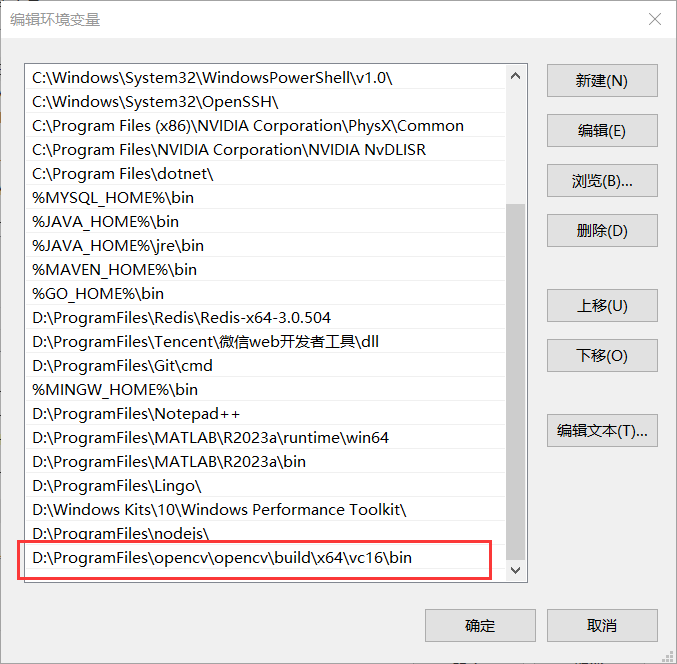 编辑环境变量
C:\Windows\System32\WindowsPowerShell\v1.0\
C:\Windows\System32\OpenSSH\
C:\Program Files (x86)\NVIDIA Corporation\PhysX\Common
C:\Program Files\NVIDIA Corporation\NVIDIA NvDLISR
C:\Program Files\dotnet\
%MYSQL_HOME%\bin
%JAVA_HOME%\bin
%JAVA_HOME%\jre\bin
%MAVEN_HOME%\bin
%GO_HOME%\bin
D:\ProgramFiles\Redis\Redis-x64-3.0.504
D:\ProgramFiles\Tencent\微信web开发者工具\dll
D:\ProgramFiles\Git\cmd
%MINGW_HOME%\bin
D:\ProgramFiles\Notepad++
D:\ProgramFiles\MATLAB\R2023a\runtime\win64
D:\ProgramFiles\MATLAB\R2023a\bin
D:\ProgramFiles\Lingo\
D:\Windows Kits\10\Windows Performance Toolkit\
D:\ProgramFiles\nodejs\
D:\ProgramFiles\opencv\opencv\build\x64\vc16\bin
新建(N)
编辑(E)
浏览(B)...
删除(D)
上移(U)
下移(O)
编辑文本(T)...
确定
取消